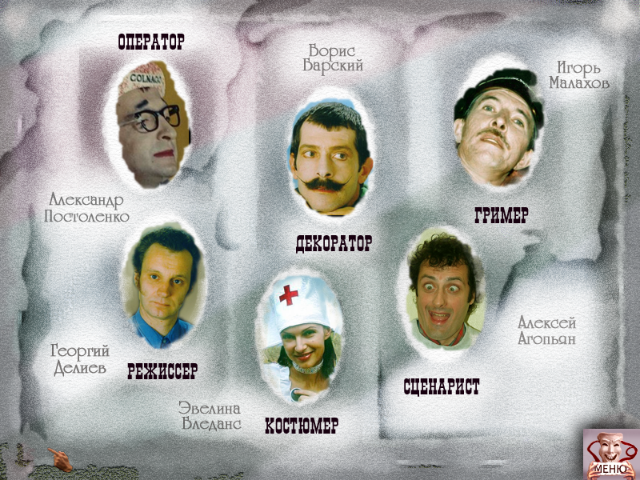 ОПЕРАТОР
COLNAGO
Александр
Постоленко
Борис
Барский
ДЕКОРАТОР
Игорь
Малахов
ГРИМЕР
Георгий
Делиев
РЕЖИССЕР
Эвелина
Бледанс
КОСТЮМЕР
Алексей
Агопьян
СЦЕНАРИСТ
МЕНЮ